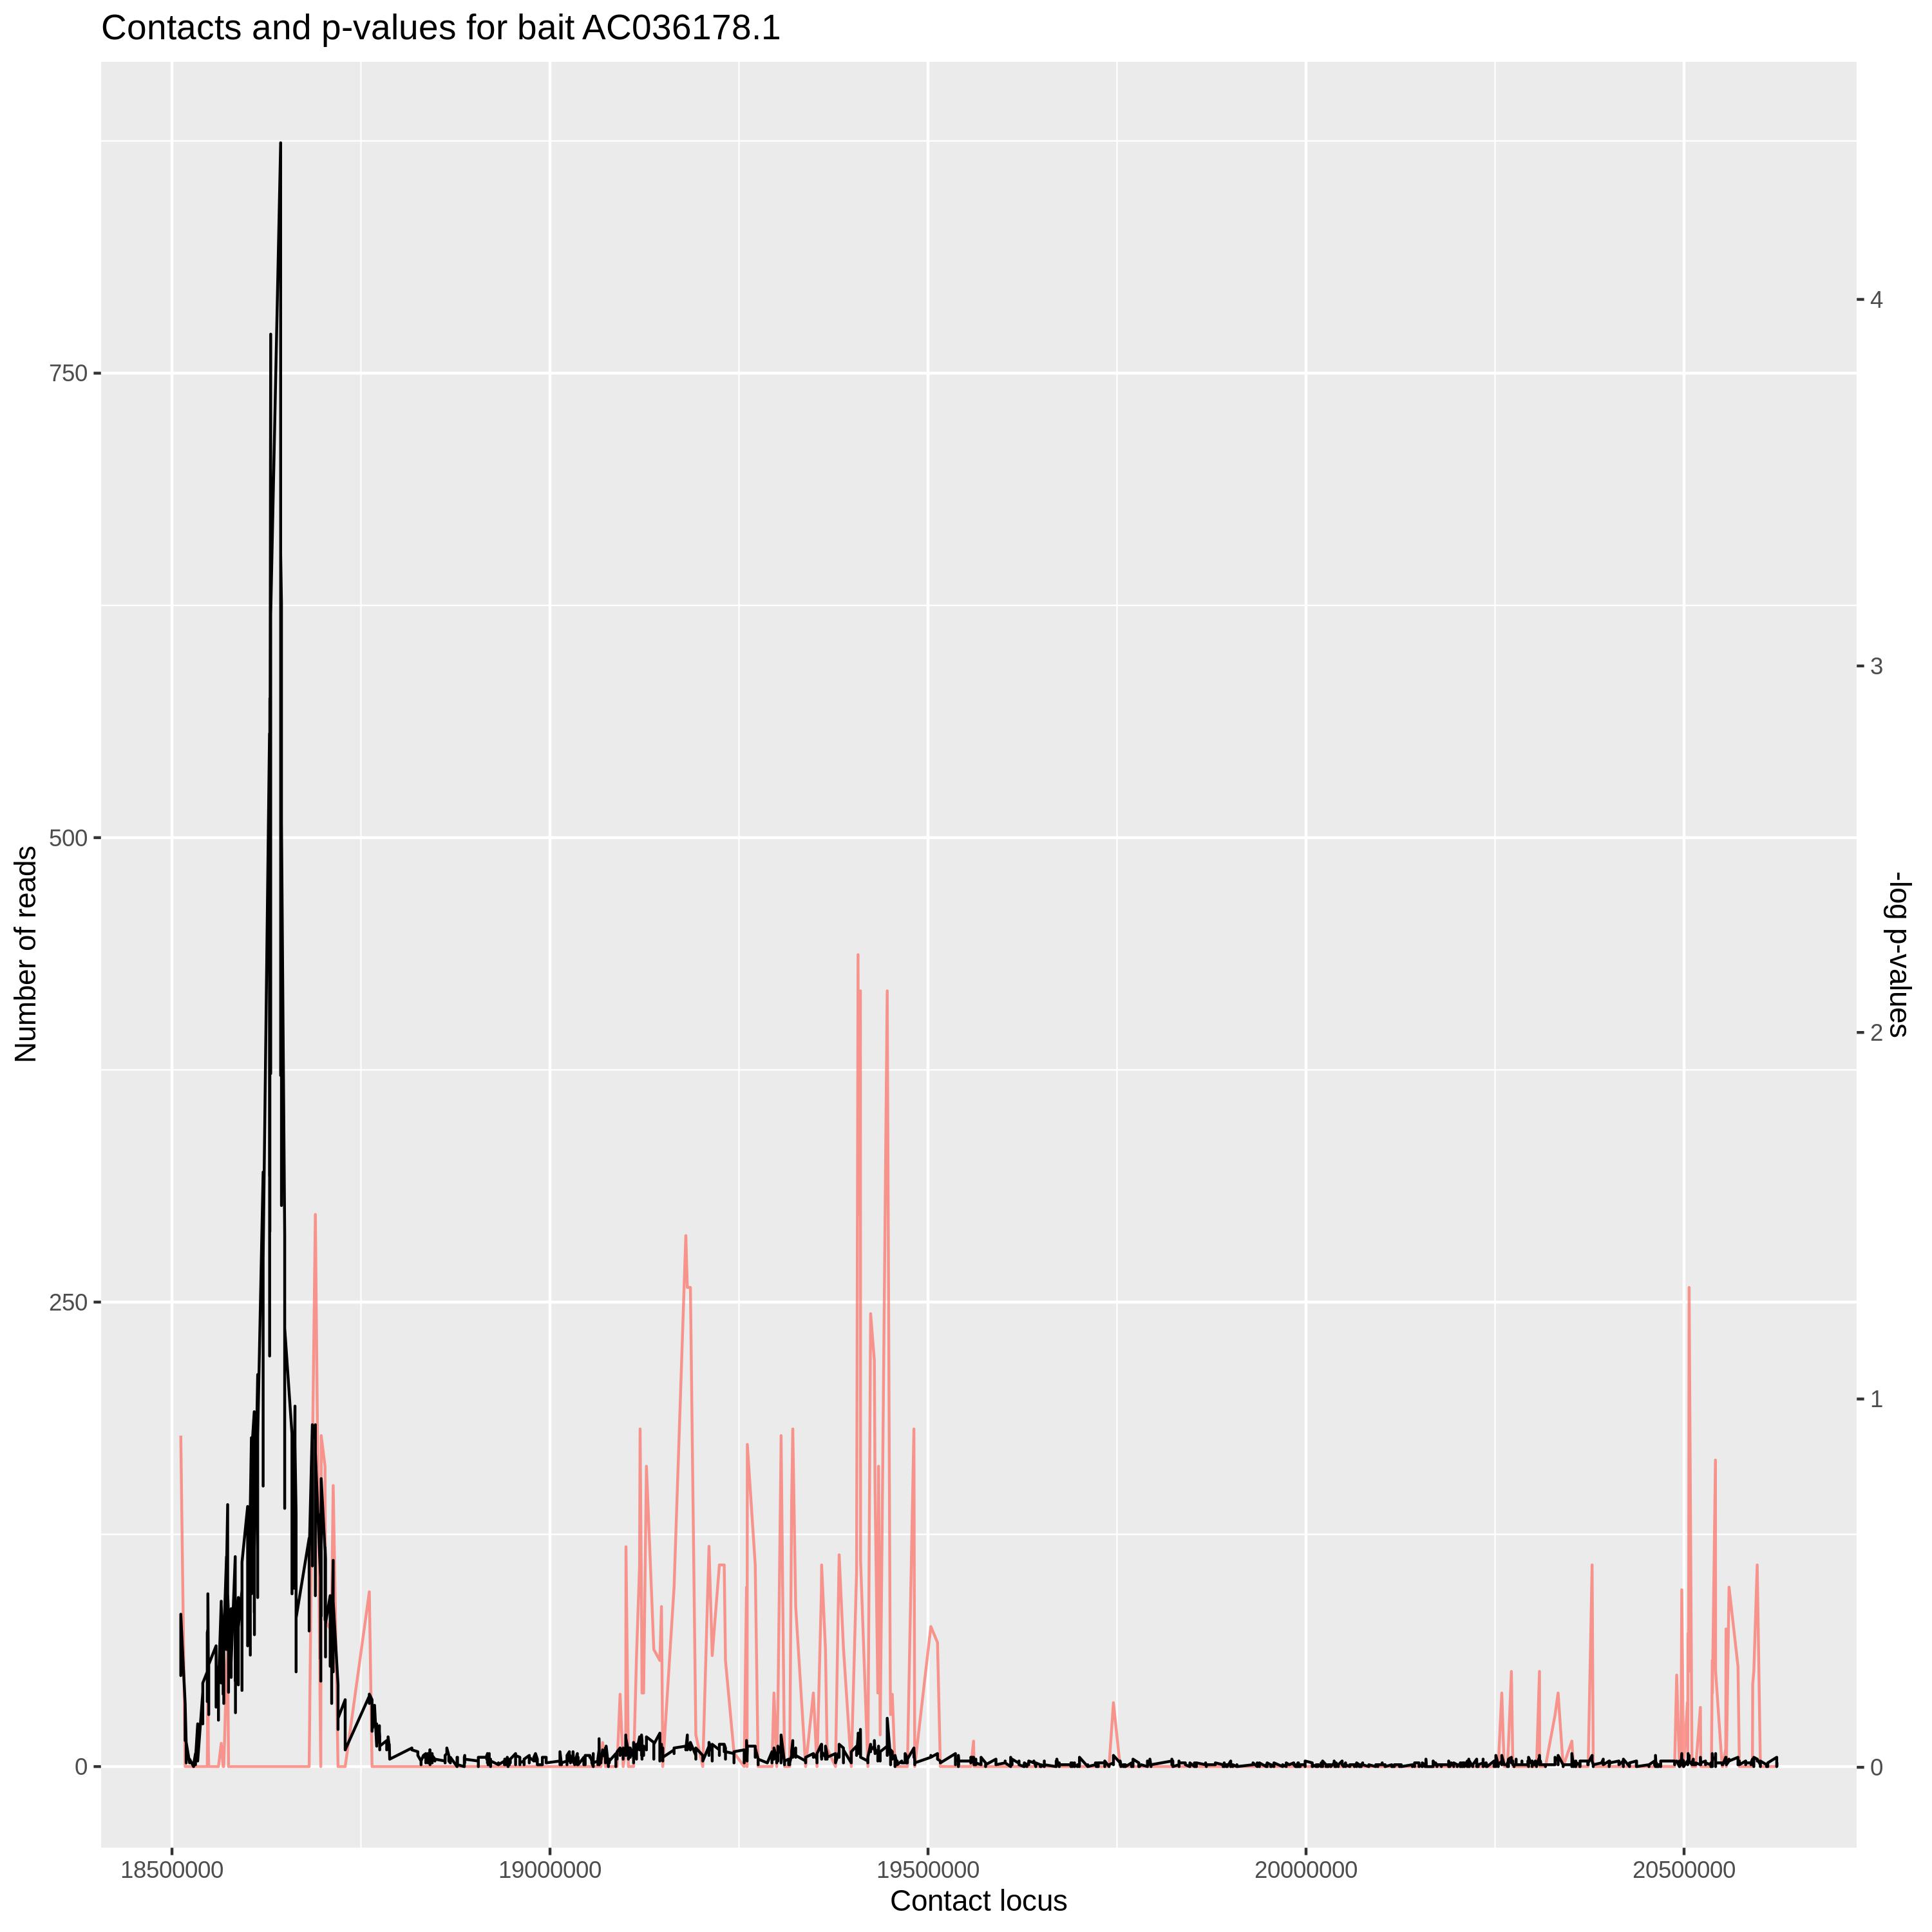 Contacts and p-values for bait AC036178.1
Number of reads
750
500
250
0
4
3
2
1
0
-log p-values
18500000 19000000 19500000 20000000 20500000
Contact locus